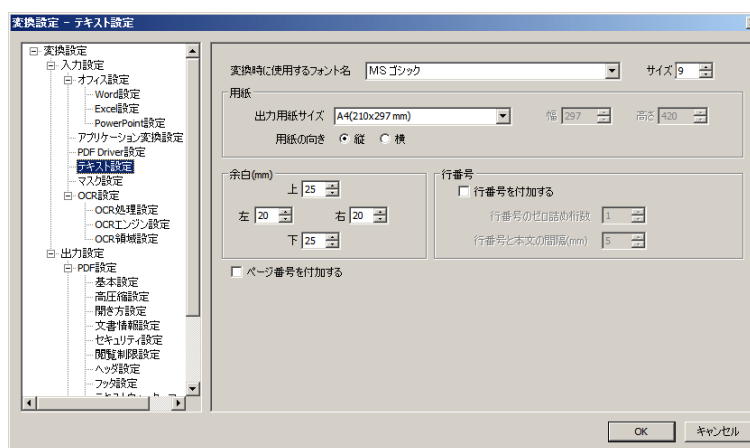 変換設定 - テキスト設定
変換設定
入力設定
オフィス設定
Word設定
Excel設定
PowerPoint設定
アプリケーション変換設定
PDF Driver設定
テキスト設定
マスク設定
OCR設定
OCR処理設定
OCRエンジン設定
OCR領域設定
出力設定
PDF設定
基本設定
高圧縮設定
開き方設定
文書情報設定
セキュリティ設定
閲覧制限設定
ヘッダ設定
フッタ設定
変換時に使用するフォント名 MS ゴシック サイズ 9
用紙
出力用紙サイズ A4(210x297 mm) 幅 297 高さ 420
用紙の向き 縦 横
余白(mm)
上 25
左 20 右 20
下 25
行番号
行番号を付加する
行番号のゼロ詰め桁数 1
行番号と本文の間隔(mm) 5
ページ番号を付加する
OK キャンセル